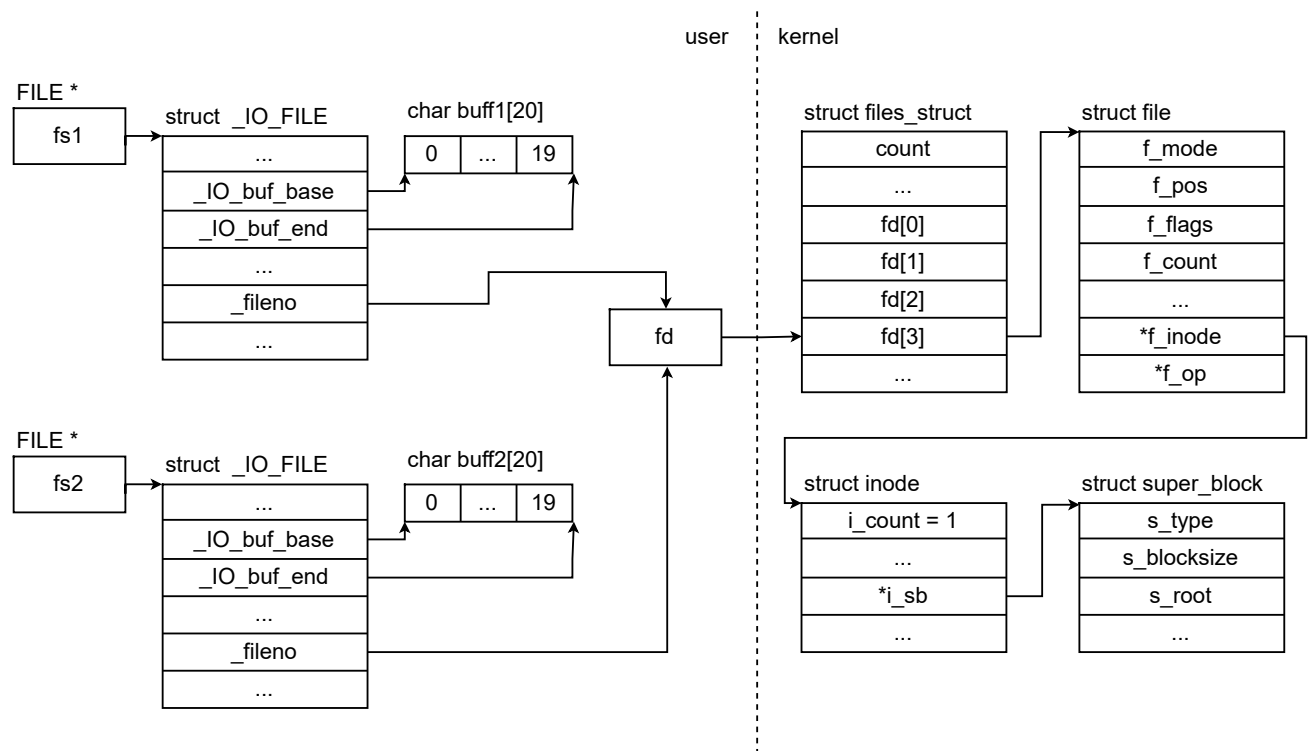 user
kernel
FILE *
fs1
struct _IO_FILE
...
_IO_buf_base
_IO_buf_end
...
_fileno
...
char buff1[20]
0 ... 19
fd
FILE *
fs2
struct _IO_FILE
...
_IO_buf_base
_IO_buf_end
...
_fileno
...
char buff2[20]
0 ... 19
struct files_struct
count
...
fd[0]
fd[1]
fd[2]
fd[3]
...
struct file
f_mode
f_pos
f_flags
f_count
...
*f_inode
*f_op
struct inode
i_count = 1
...
*i_sb
...
struct super_block
s_type
s_blocksize
s_root
...